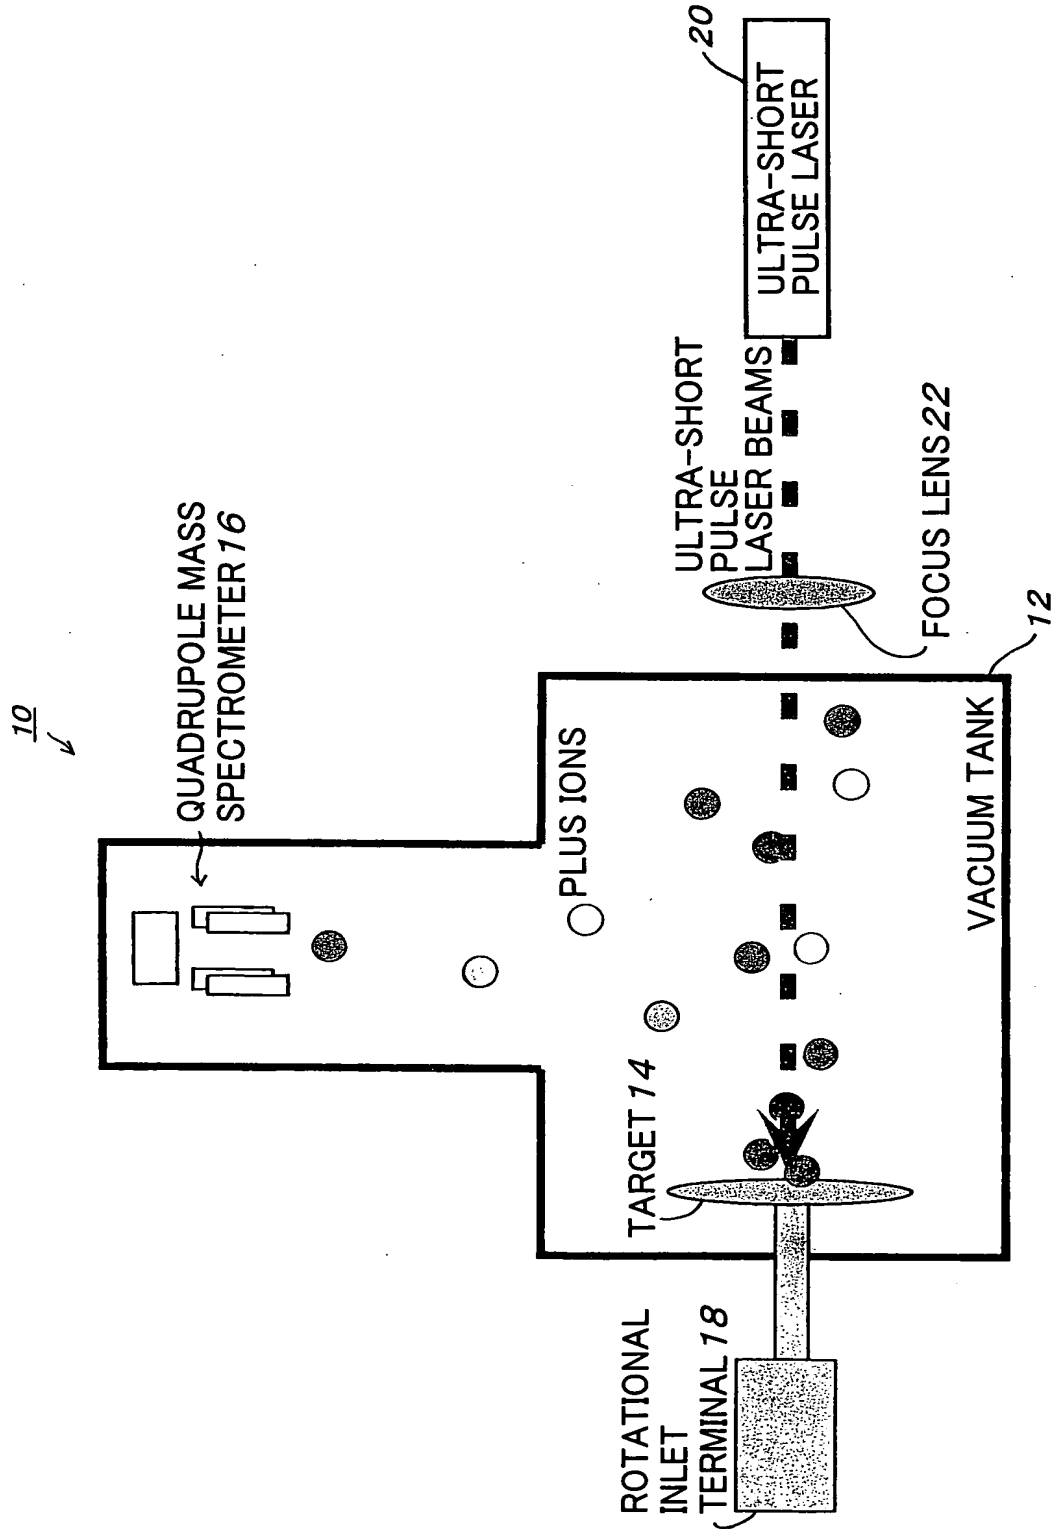 10
QUADRUPOLE MASS
SPECTROMETER 16
PLUS IONS
ULTRA-SHORT
PULSE
LASER BEAMS
20
ULTRA-SHORT
PULSE LASER
TARGET 14
ROTATIONAL
INLET
TERMINAL 18
FOCUS LENS 22
VACUUM TANK
12